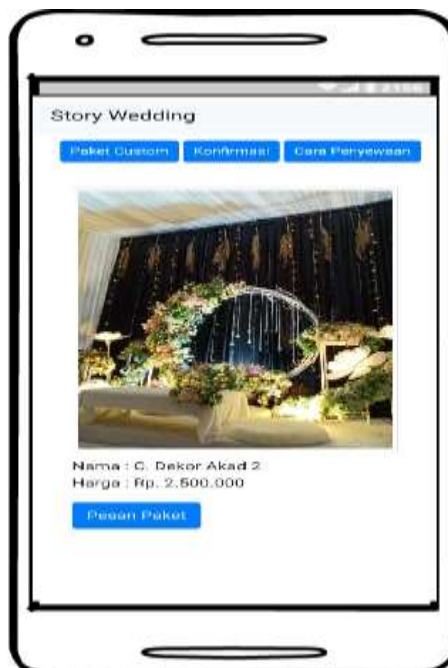 Story Wedding
Paket Custom Konfirmasi Cara Penyewaan
Nama : C. Dekor Akad 2
Harga : Rp. 2.500.000
Pesan Paket